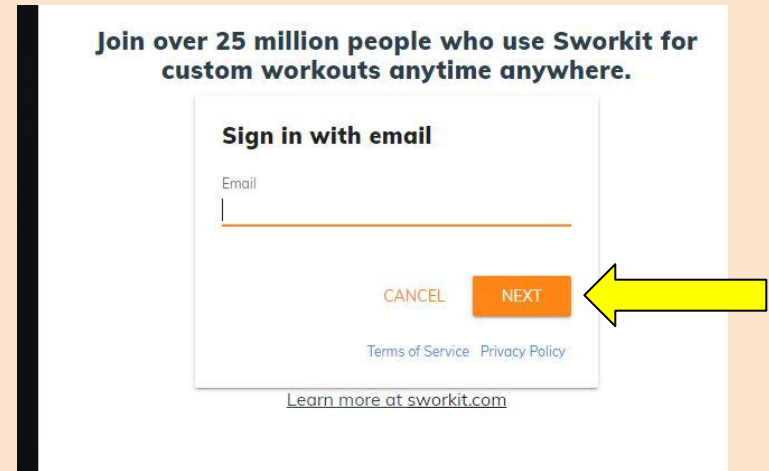 Join over 25 million people who use Sworkit for
custom workouts anytime anywhere.
Sign in with email
Email
CANCEL NEXT
Terms of Service Privacy Policy
Learn more at sworkit.com